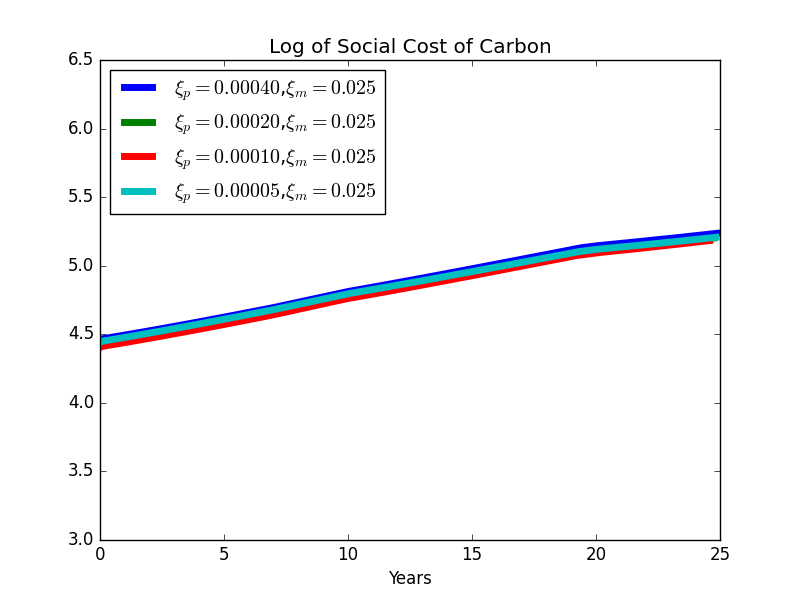 Log of Social Cost of Carbon
6.5
6.0
5.5
5.0
4.5
4.0
3.5
3.0
ξₚ = 0.00040,ξₘ = 0.025
ξₚ = 0.00020,ξₘ = 0.025
ξₚ = 0.00010,ξₘ = 0.025
ξₚ = 0.00005,ξₘ = 0.025
0 5 10 15 20 25
Years